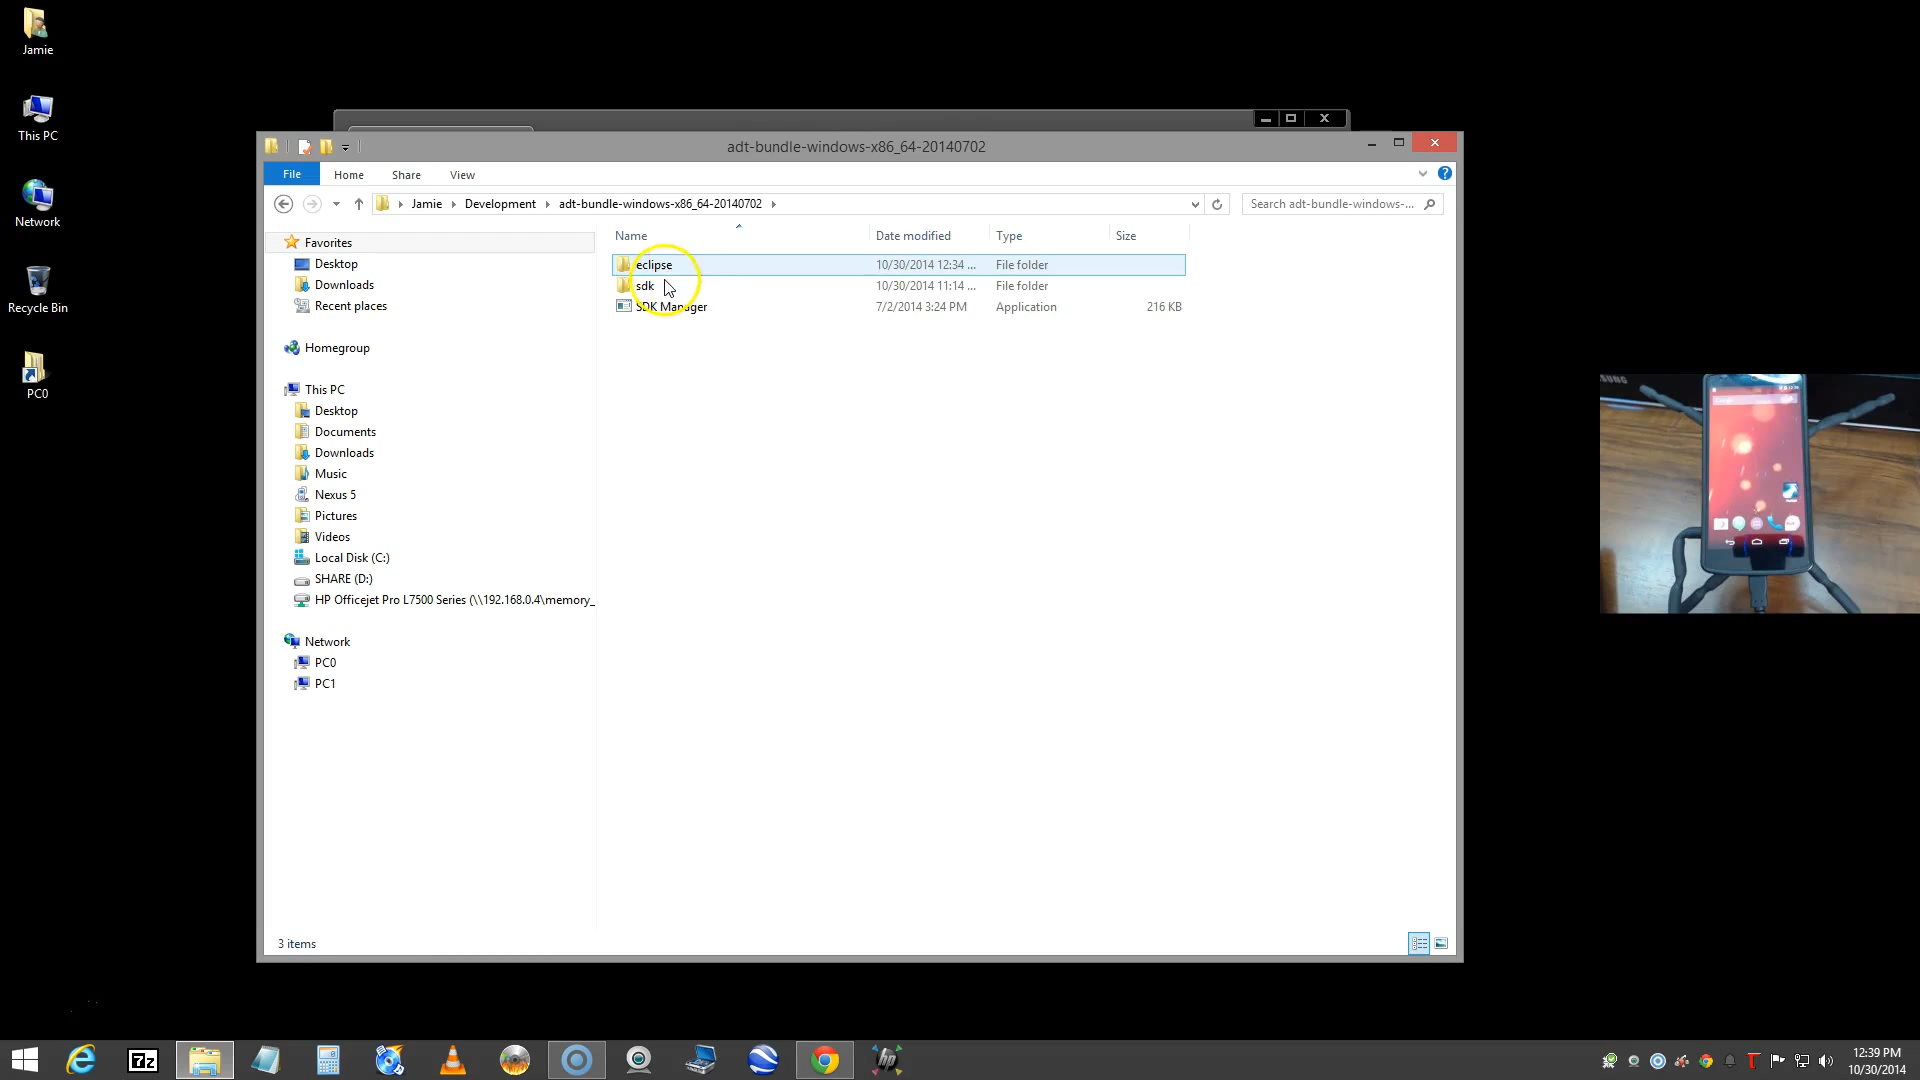 Jamie
This PC
Network
Recycle Bin
PC0
adt-bundle-windows-x86_64-20140702
File
Home
Share
View
Jamie
Development
adt-bundle-windows-x86_64-20140702
Search adt-bundle-windows-...
Name
Date modified
Type
Size
eclipse
10/30/2014 12:34 ...
File folder
sdk
10/30/2014 11:14 ...
File folder
SDK Manager
7/2/2014 3:24 PM
Application
216 KB
Favorites
Desktop
Downloads
Recent places
Homegroup
This PC
Desktop
Documents
Downloads
Music
Nexus 5
Pictures
Videos
Local Disk (C:)
SHARE (D:)
HP Officejet Pro L7500 Series (\\192.168.0.4\memory_
Network
PC0
PC1
3 items
7z
hp
12:39 PM
10/30/2014